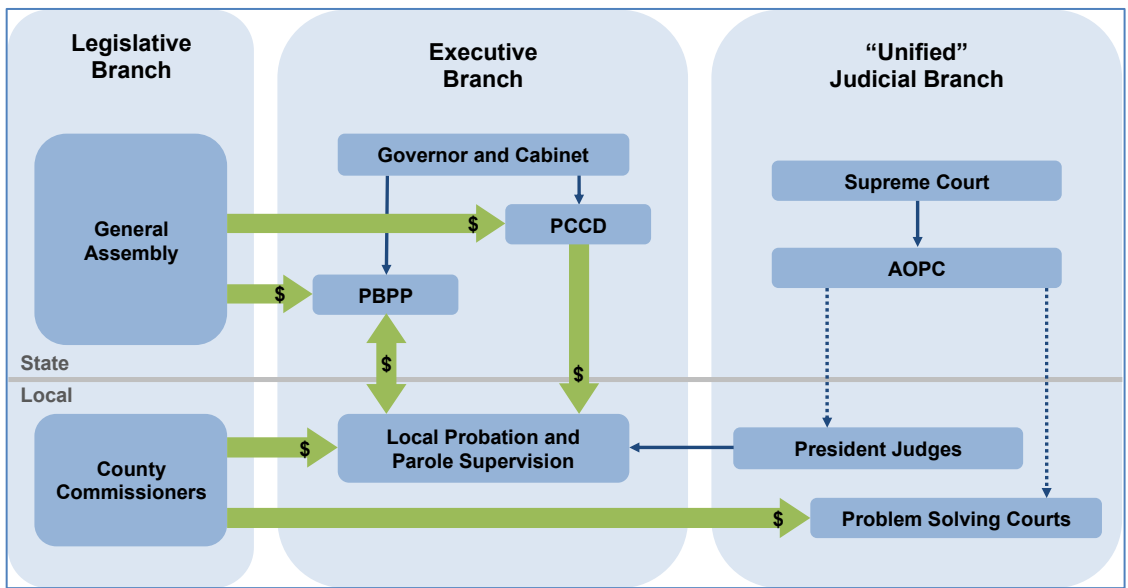 Legislative
Branch
Executive
Branch
“Unified”
Judicial Branch
Governor and Cabinet
Supreme Court
General
Assembly
$
PCCD
AOPC
$
PBPP
State
$
$
Local
County
Commissioners
$
Local Probation and
Parole Supervision
President Judges
$
Problem Solving Courts